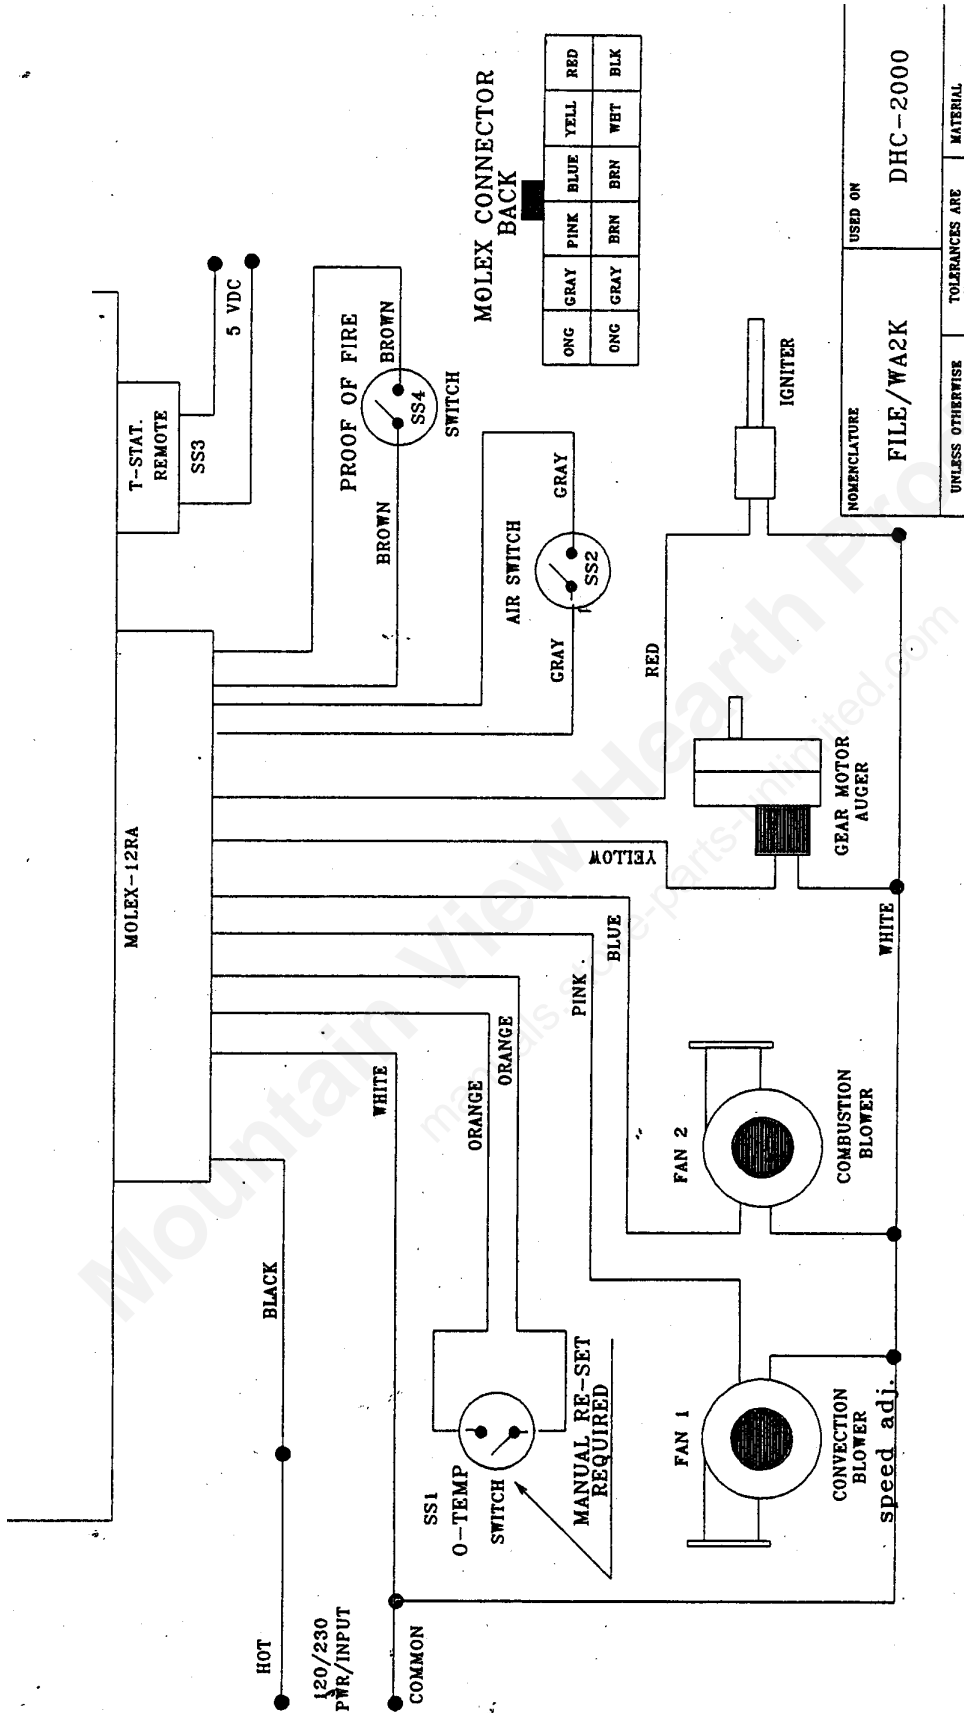 HOT
120/230
PWR/INPUT
COMMON
BLACK
WHITE
MOLEX-12RA
T-STAT.
REMOTE
SS3
5 VDC
SS1
O-TEMP
SWITCH
MANUAL RE-SET
REQUIRED
ORANGE
ORANGE
PINK
BLUE
YELLOW
RED
GRAY
AIR SWITCH
SS2
GRAY
BROWN
PROOF OF FIRE
SS4
BROWN
SWITCH
MOLEX CONNECTOR
BACK
ONG GRAY PINK BLUE YELL RED
ONG GRAY BRN BRN WHT BLK
FAN 1
CONVECTION
BLOWER
speed adj.
FAN 2
COMBUSTION
BLOWER
WHITE
GEAR MOTOR
AUGER
IGNITER
NOMENCLATURE
FILE/WA2K
USED ON
DHC-2000
UNLESS OTHERWISE
TOLERANCES ARE
MATERIAL
Mountain View Hearth Pro
manuals.stove-parts-unlimited.com